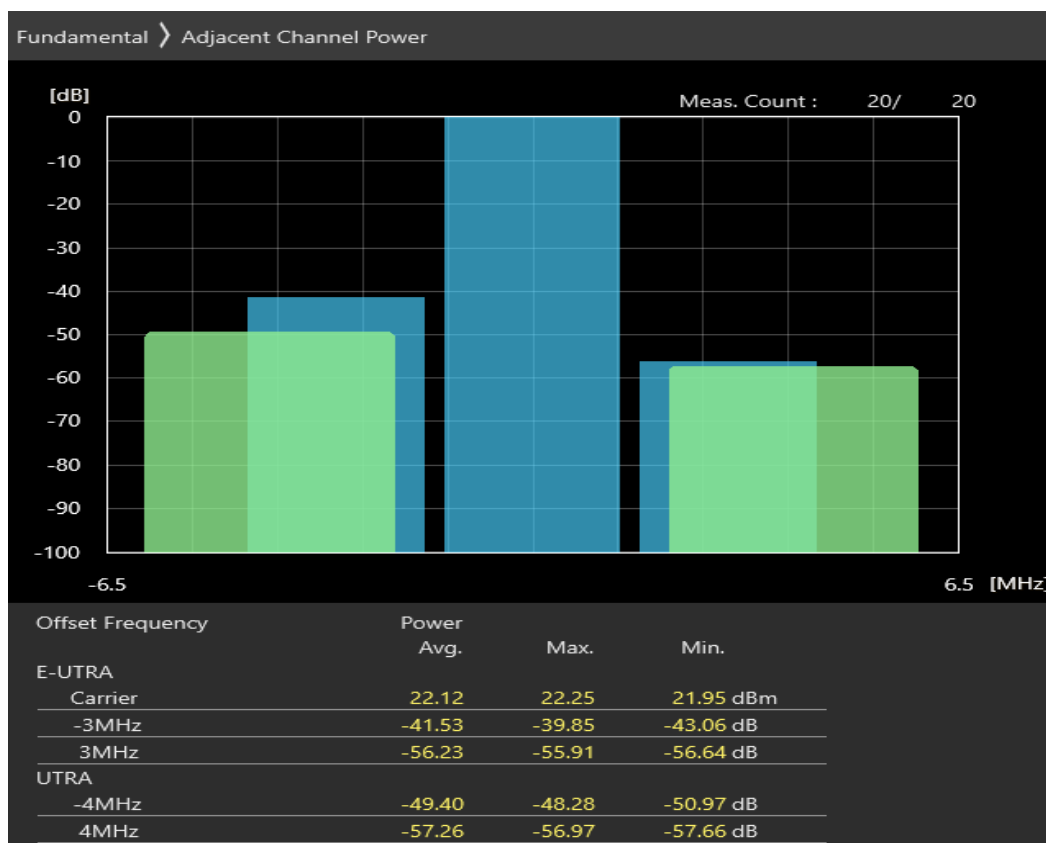 Fundamental 〉 Adjacent Channel Power
[dB]
Meas. Count : 20/ 20
0
-10
-20
-30
-40
-50
-60
-70
-80
-90
-100
-6.5 6.5 [MHz]
Offset Frequency Power
Avg. Max. Min.
E-UTRA
Carrier 22.12 22.25 21.95 dBm
-3MHz -41.53 -39.85 -43.06 dB
3MHz -56.23 -55.91 -56.64 dB
UTRA
-4MHz -49.40 -48.28 -50.97 dB
4MHz -57.26 -56.97 -57.66 dB